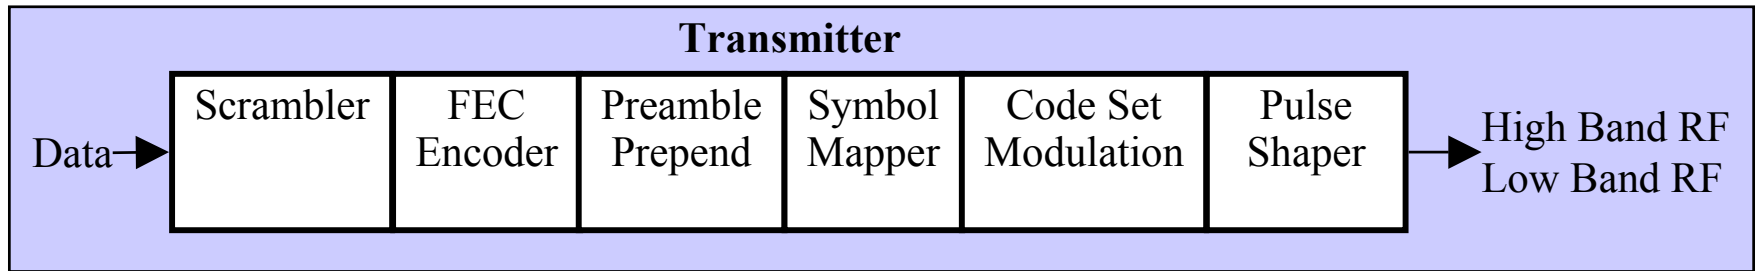 Transmitter
Data
Scrambler
FEC
Encoder
Preamble
Prepend
Symbol
Mapper
Code Set
Modulation
Pulse
Shaper
High Band RF
Low Band RF